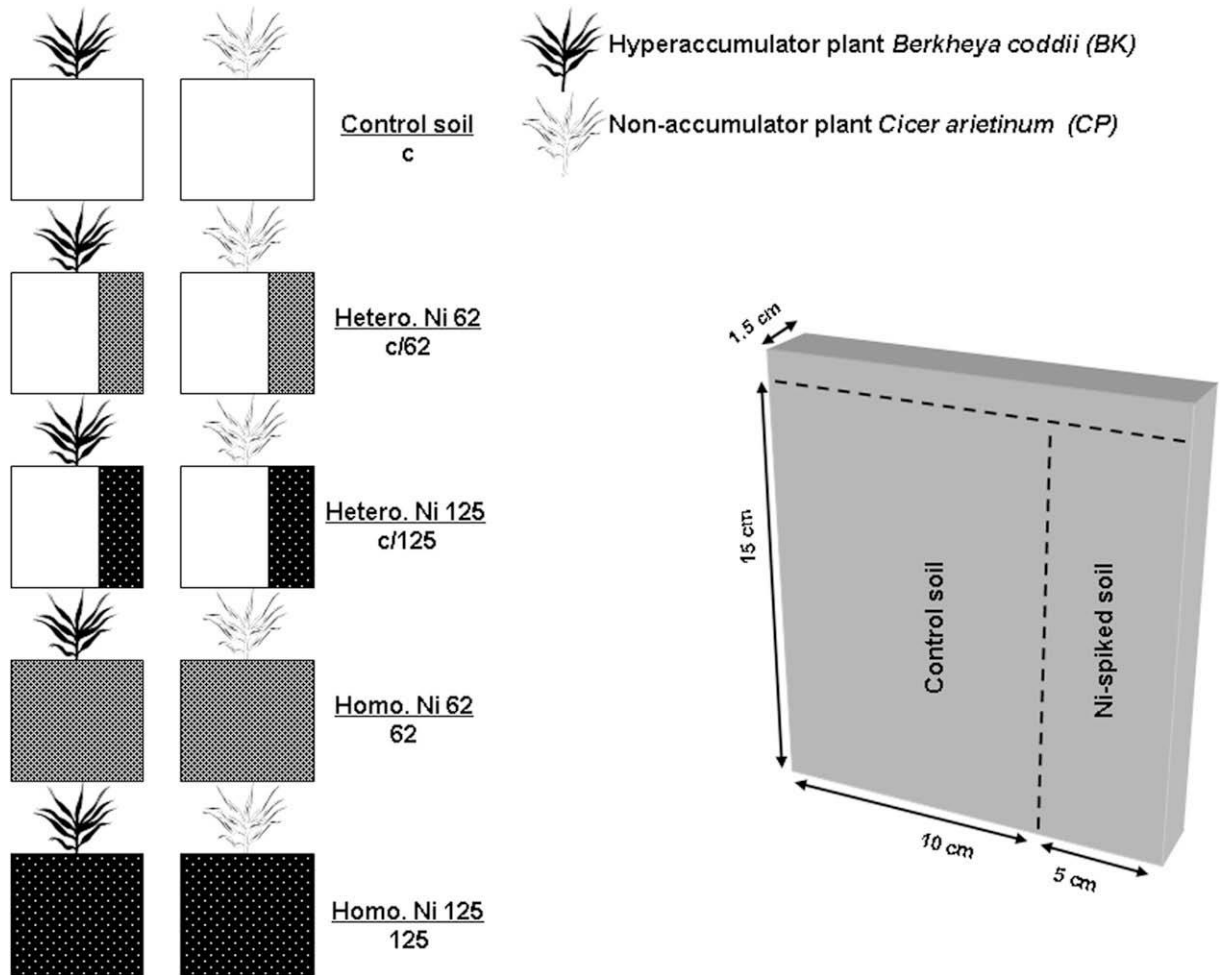 Hyperaccumulator plant Berkheya coddii (BK)
Non-accumulator plant Cicer arietinum (CP)
Control soil
c
Hetero. Ni 62
c/62
Hetero. Ni 125
c/125
Homo. Ni 62
62
Homo. Ni 125
125
1.5 cm
15 cm
Control soil
Ni-spiked soil
10 cm
5 cm